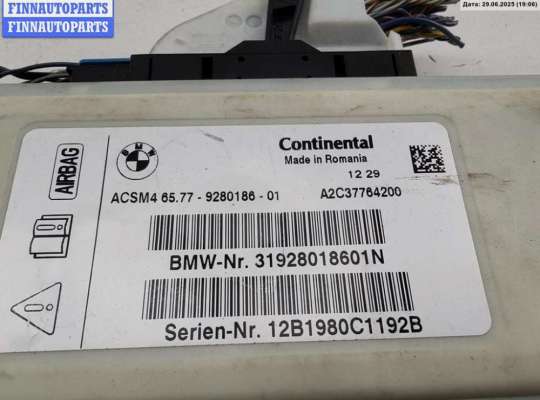 FINNAUTOPARTS
FINNAUTOPARTS
Дата: 29.06.2025 (19:06)
AIRBAG
BMW
Continental
Made in Romania
12 29
ACSM4 65.77 - 9280186 - 01 A2C37764200
BMW-Nr. 31928018601N
Serien-Nr. 12B1980C1192B